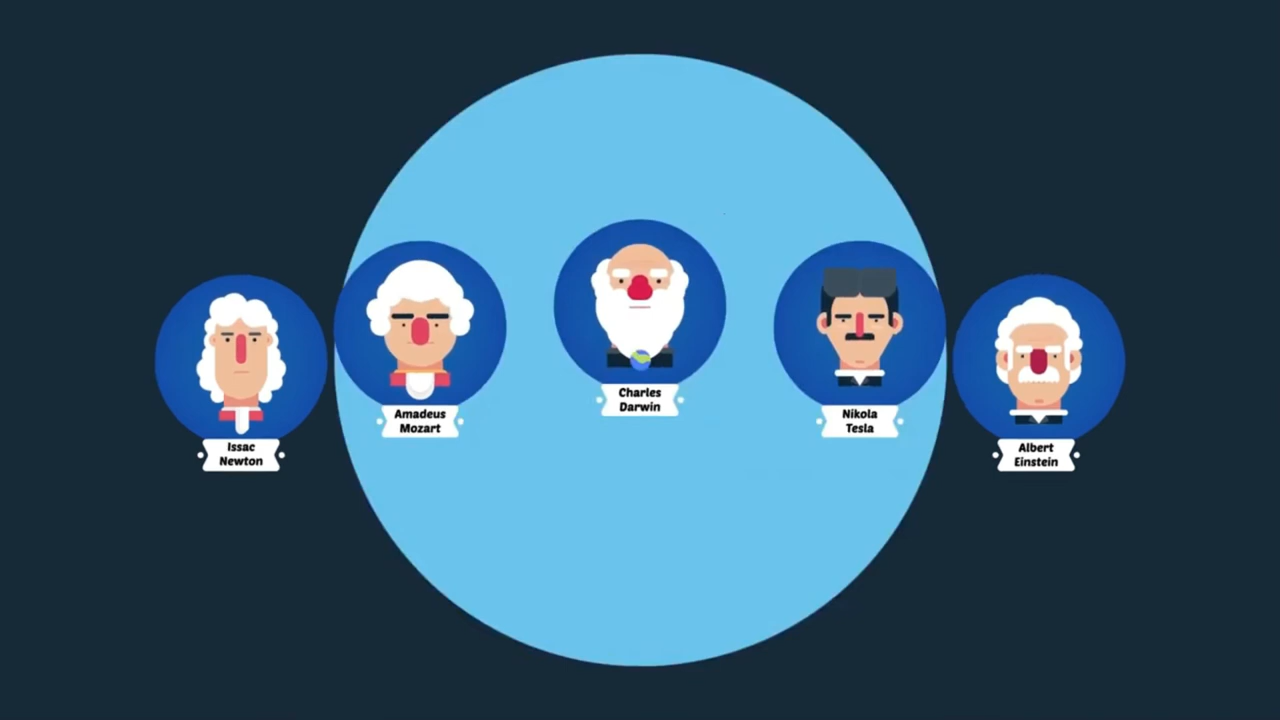 Issac
Newton
Amadeus
Mozart
Charles
Darwin
Nikola
Tesla
Albert
Einstein